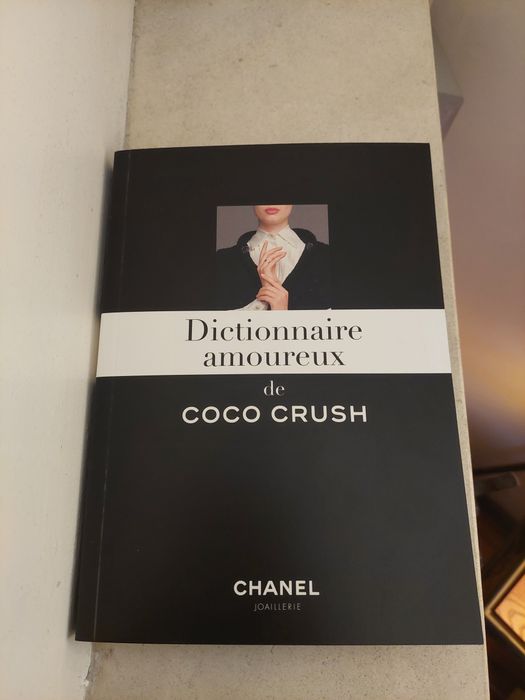 Dictionnaire
amoureux
de
COCO CRUSH
CHANEL
JOAILLERIE